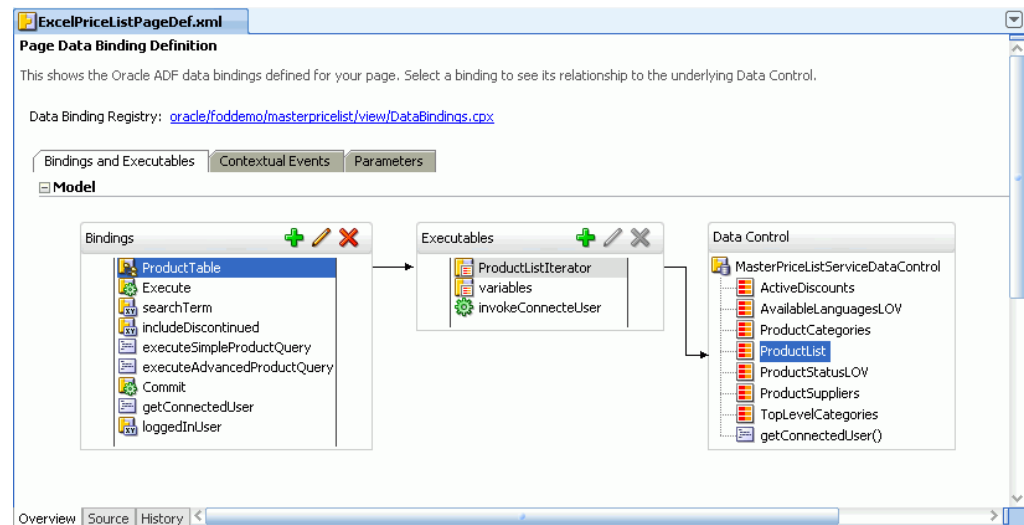 ExcelPriceListPageDef.xml
Page Data Binding Definition
This shows the Oracle ADF data bindings defined for your page. Select a binding to see its relationship to the underlying Data Control.
Data Binding Registry: oracle/foddemo/masterpricelist/view/DataBindings.cpx
Bindings and Executables Contextual Events Parameters
Model
Bindings
ProductTable
Execute
searchTerm
includeDiscontinued
executeSimpleProductQuery
executeAdvancedProductQuery
Commit
getConnectedUser
loggedInUser
Executables
ProductListIterator
variables
invokeConnecteUser
Data Control
MasterPriceListServiceDataControl
ActiveDiscounts
AvailableLanguagesLOV
ProductCategories
ProductList
ProductStatusLOV
ProductSuppliers
TopLevelCategories
getConnectedUser()
Overview Source History